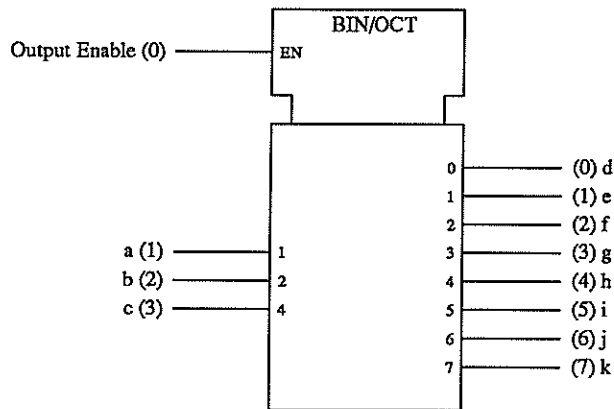 BIN/OCT
Output Enable (0) EN
0 (0) d
1 (1) e
2 (2) f
a (1) 1 3 (3) g
b (2) 2 4 (4) h
c (3) 4 5 (5) i
6 (6) j
7 (7) k